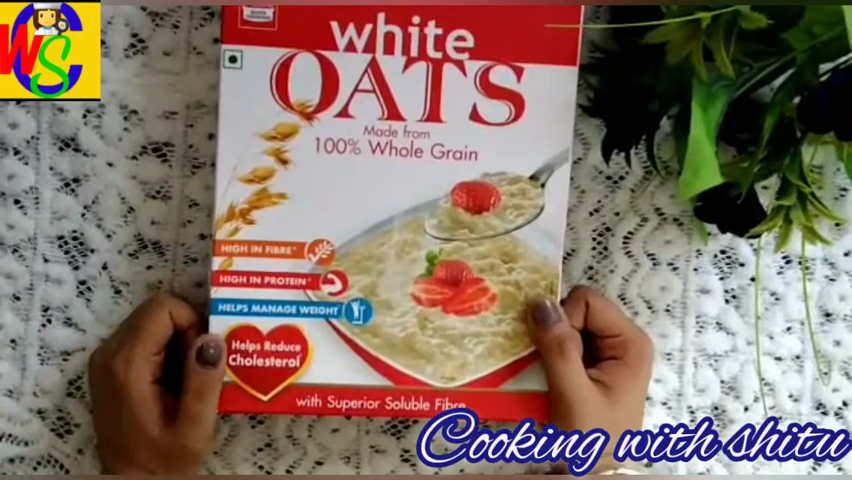 WCS
white
OATS
Made from
100% Whole Grain
HIGH IN FIBRE*
HIGH IN PROTEIN*
HELPS MANAGE WEIGHT
Helps Reduce
Cholesterol
with Superior Soluble Fibre
Cooking with shitu